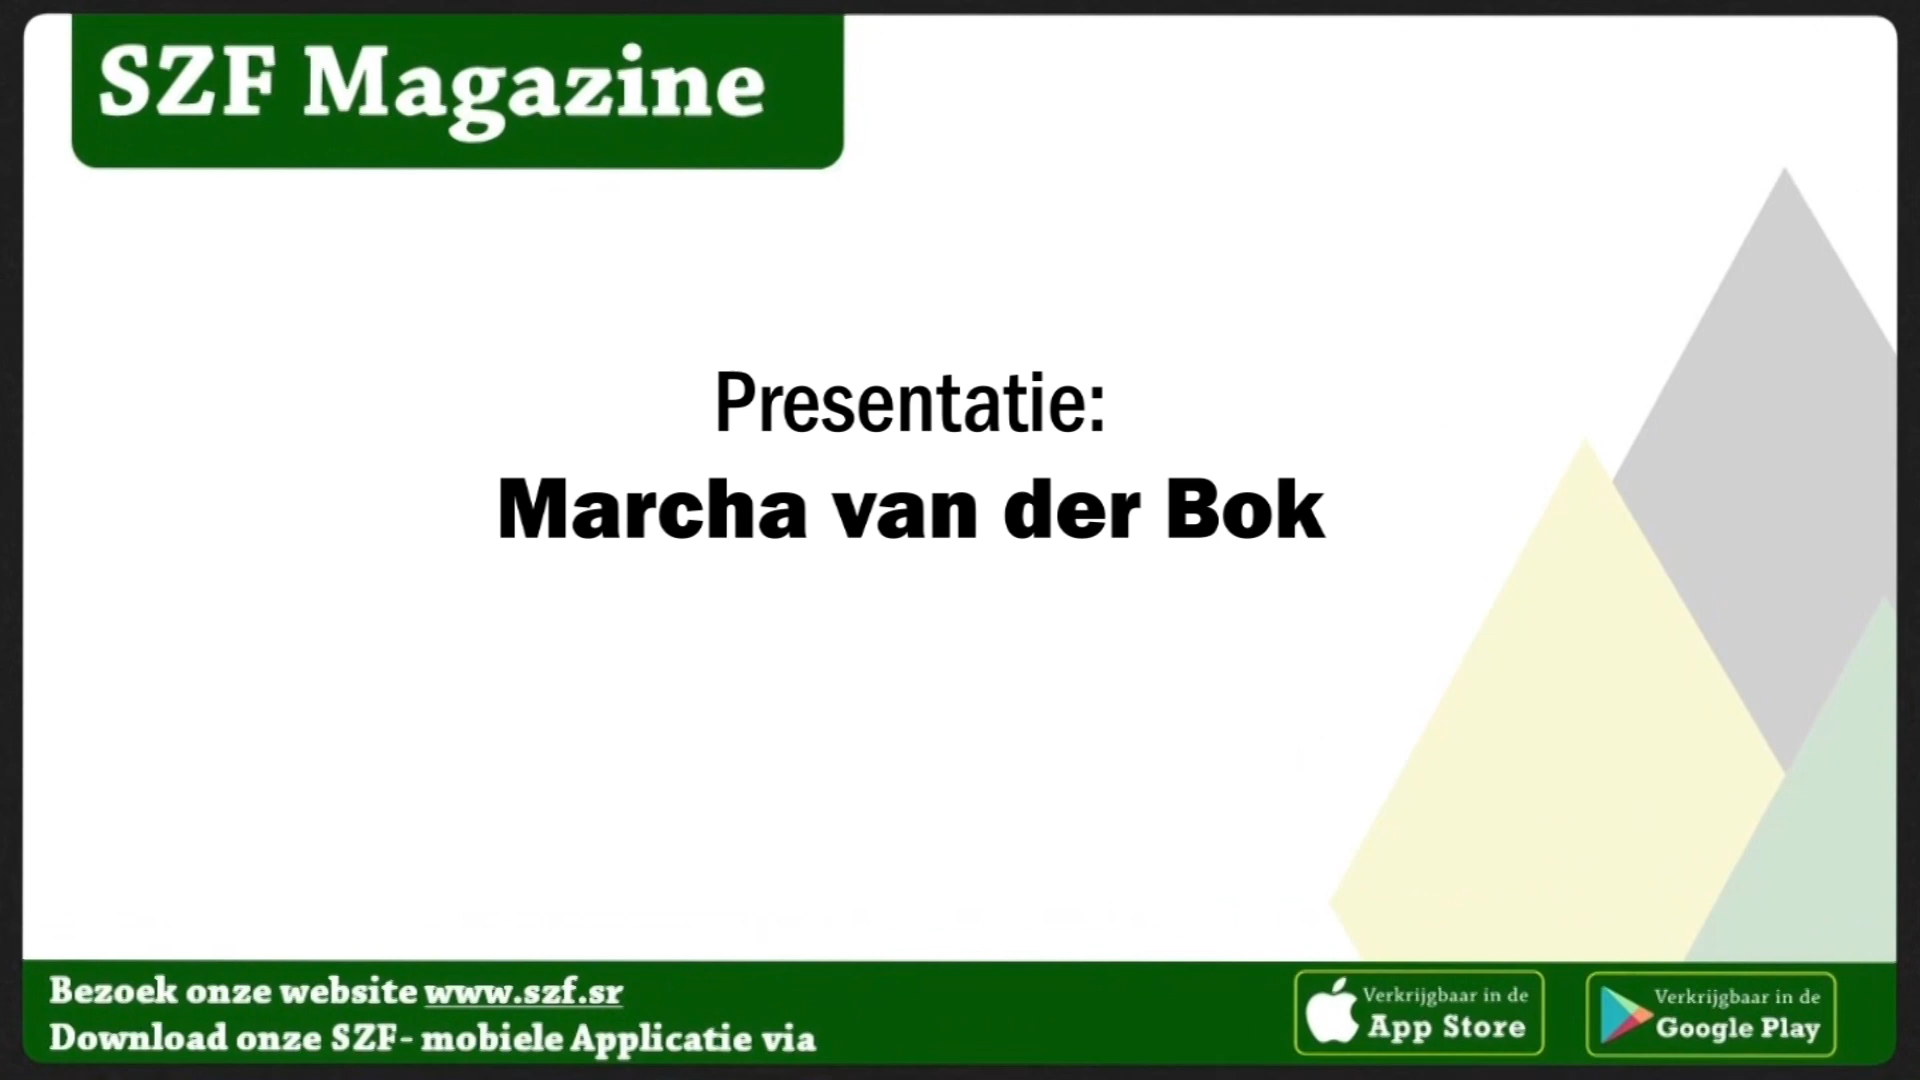 SZF Magazine
Presentatie:
Marcha van der Bok
Bezoek onze website www.szf.sr
Download onze SZF- mobiele Applicatie via
Verkrijgbaar in de
App Store
Verkrijgbaar in de
Google Play